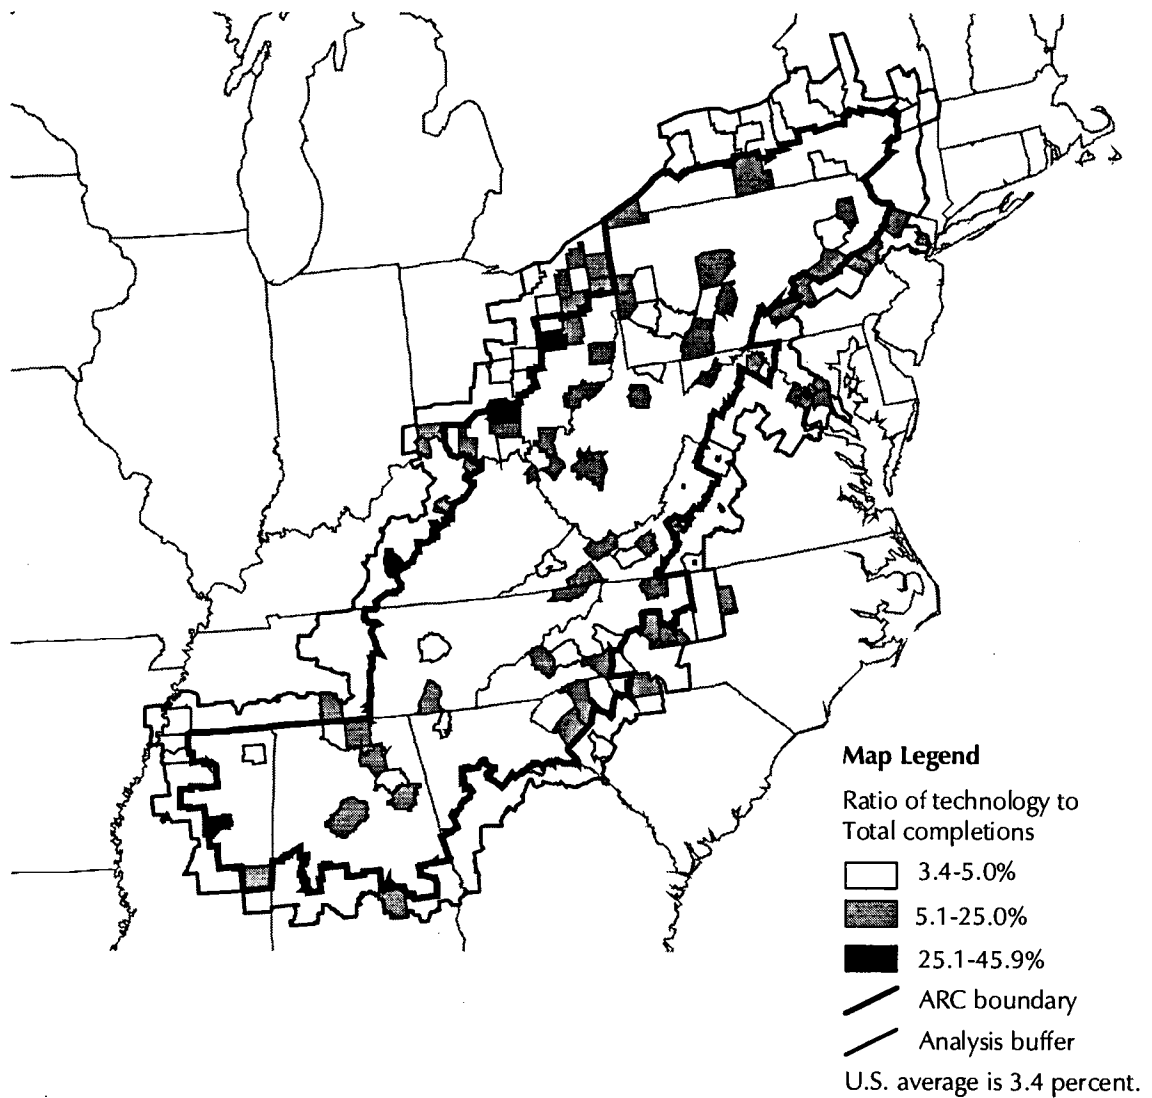 Map Legend
Ratio of technology to
Total completions
3.4-5.0%
5.1-25.0%
25.1-45.9%
ARC boundary
Analysis buffer
U.S. average is 3.4 percent.